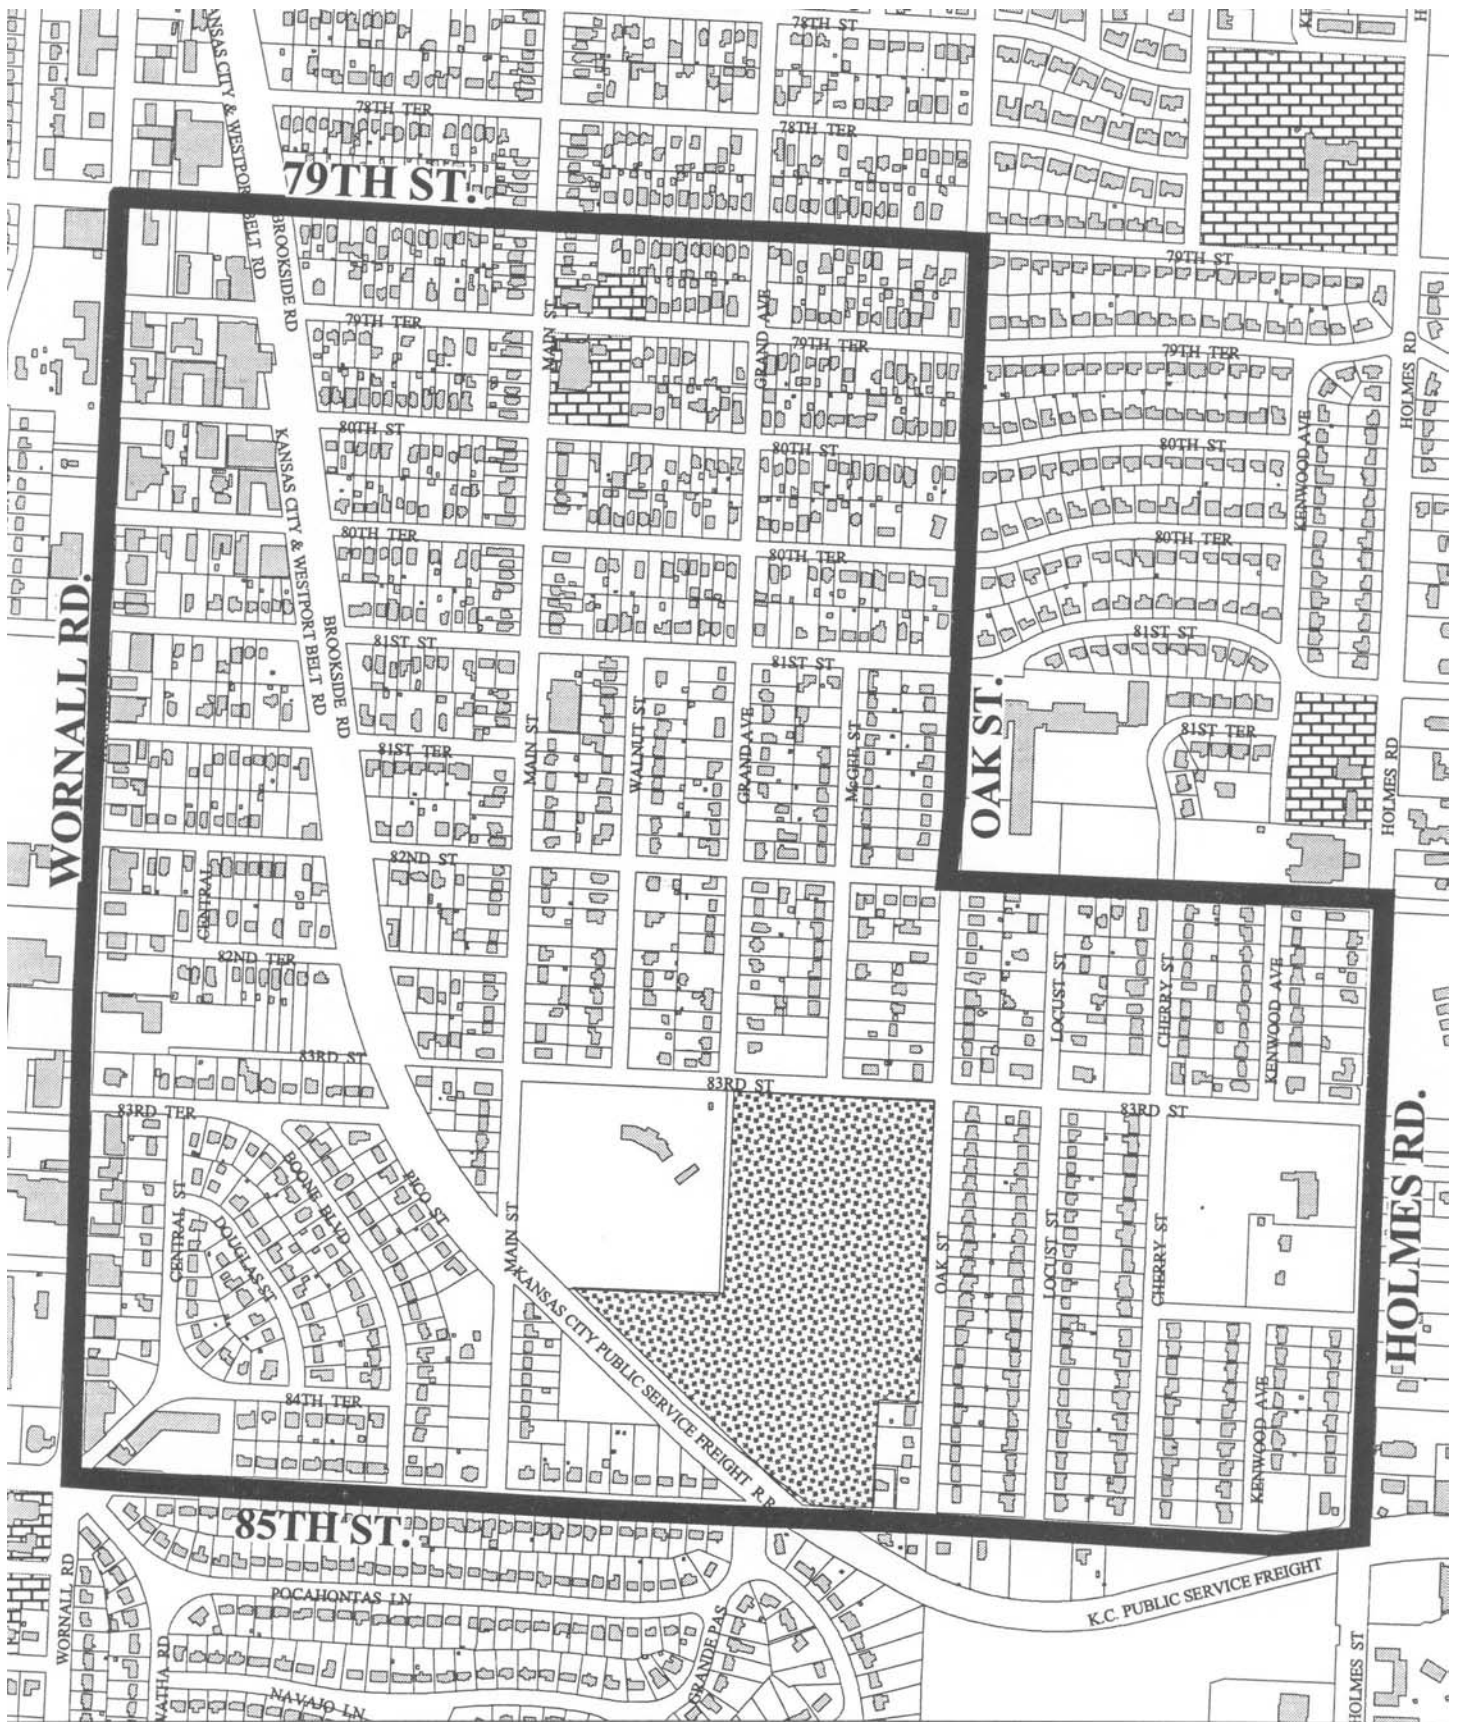 78TH ST
KANSAS CITY & WESTPORT BELT RD
78TH TER
78TH TER
79TH ST.
BROOKSIDE RD
79TH ST
MAIN ST
GRAND AVE
79TH TER
79TH TER
79TH TER
HOLMES RD
80TH ST
80TH ST
80TH ST
KENWOOD AVE
KANSAS CITY & WESTPORT BELT RD
80TH TER
80TH TER
80TH TER
WORNALL RD.
BROOKSIDE RD
81ST ST
81ST ST
81ST ST
OAK ST.
MAIN ST
WALNUT ST
GRAND AVE
McGEE ST
81ST TER
81ST TER
HOLMES RD
82ND ST
CENTRAL
82ND TER
LOCUST ST
CHERRY ST
KENWOOD AVE
83RD ST
83RD ST
83RD ST
83RD TER
HOLMES RD.
BOONE BLVD
RICO ST
CENTRAL ST
DOUGLAS ST
MAIN ST
OAK ST
LOCUST ST
CHERRY ST
KANSAS CITY PUBLIC SERVICE FREIGHT R R
84TH TER
KENWOOD AVE
85TH ST.
POCAHONTAS LN
K.C. PUBLIC SERVICE FREIGHT
WORNALL RD
GRANDE PAS
HOLMES ST
NAVAJO LN